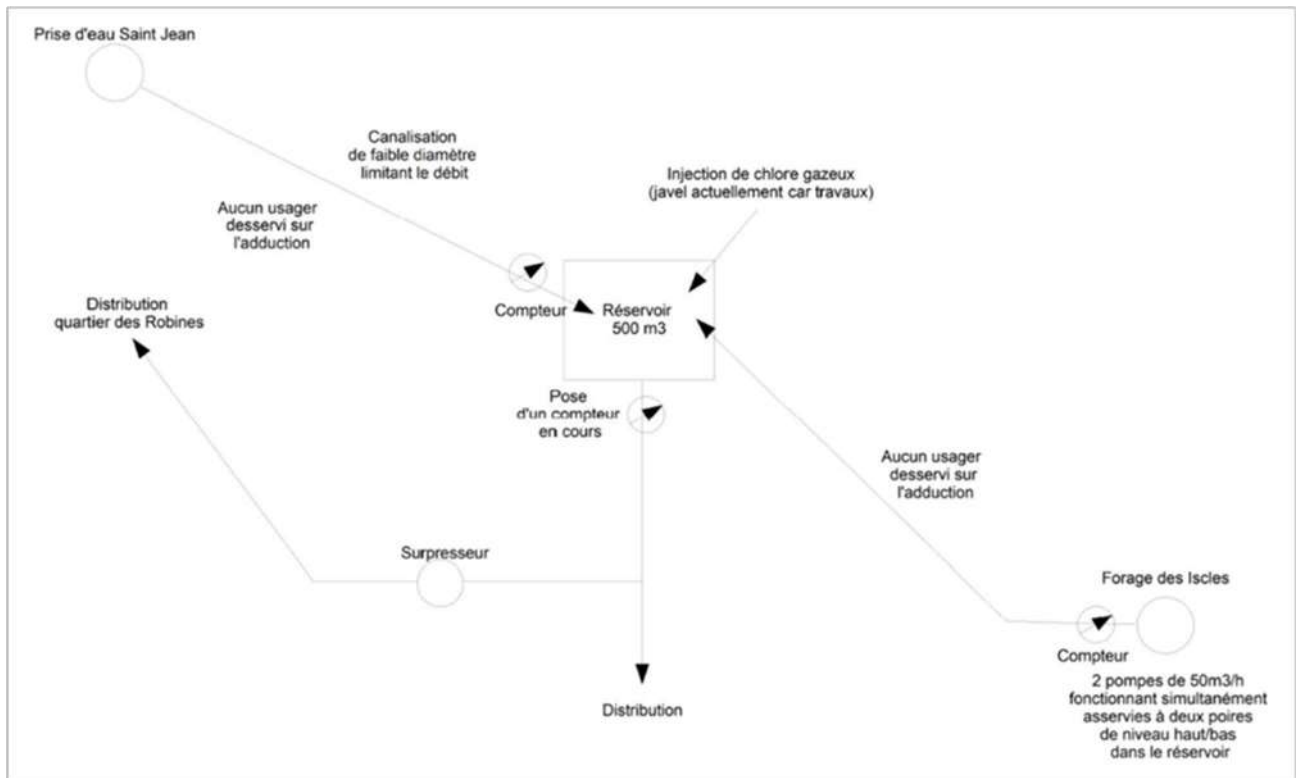 Prise d'eau Saint Jean
Canalisation
de faible diamètre
limitant le débit
Injection de chlore gazeux
(javel actuellement car travaux)
Aucun usager
desservi sur
l'adduction
Compteur
Réservoir
500 m3
Distribution
quartier des Robines
Pose
d'un compteur
en cours
Aucun usager
desservi sur
l'adduction
Surpresseur
Forage des Iscles
Compteur
2 pompes de 50m3/h
fonctionnant simultanément
asservies à deux poires
de niveau haut/bas
dans le réservoir
Distribution